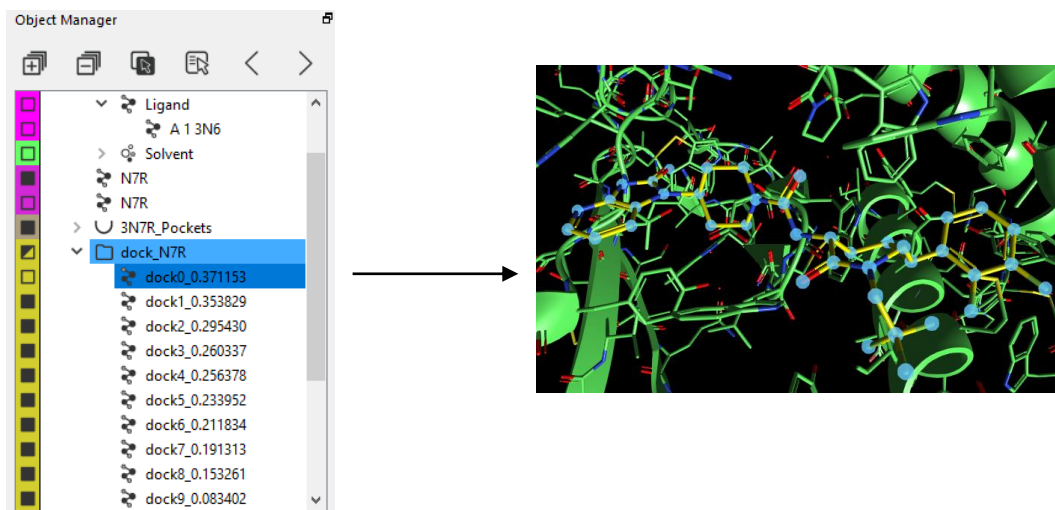 Object Manager
Ligand
A 1 3N6
Solvent
N7R
N7R
3N7R_Pockets
dock_N7R
dock0_0.371153
dock1_0.353829
dock2_0.295430
dock3_0.260337
dock4_0.256378
dock5_0.233952
dock6_0.211834
dock7_0.191313
dock8_0.153261
dock9_0.083402